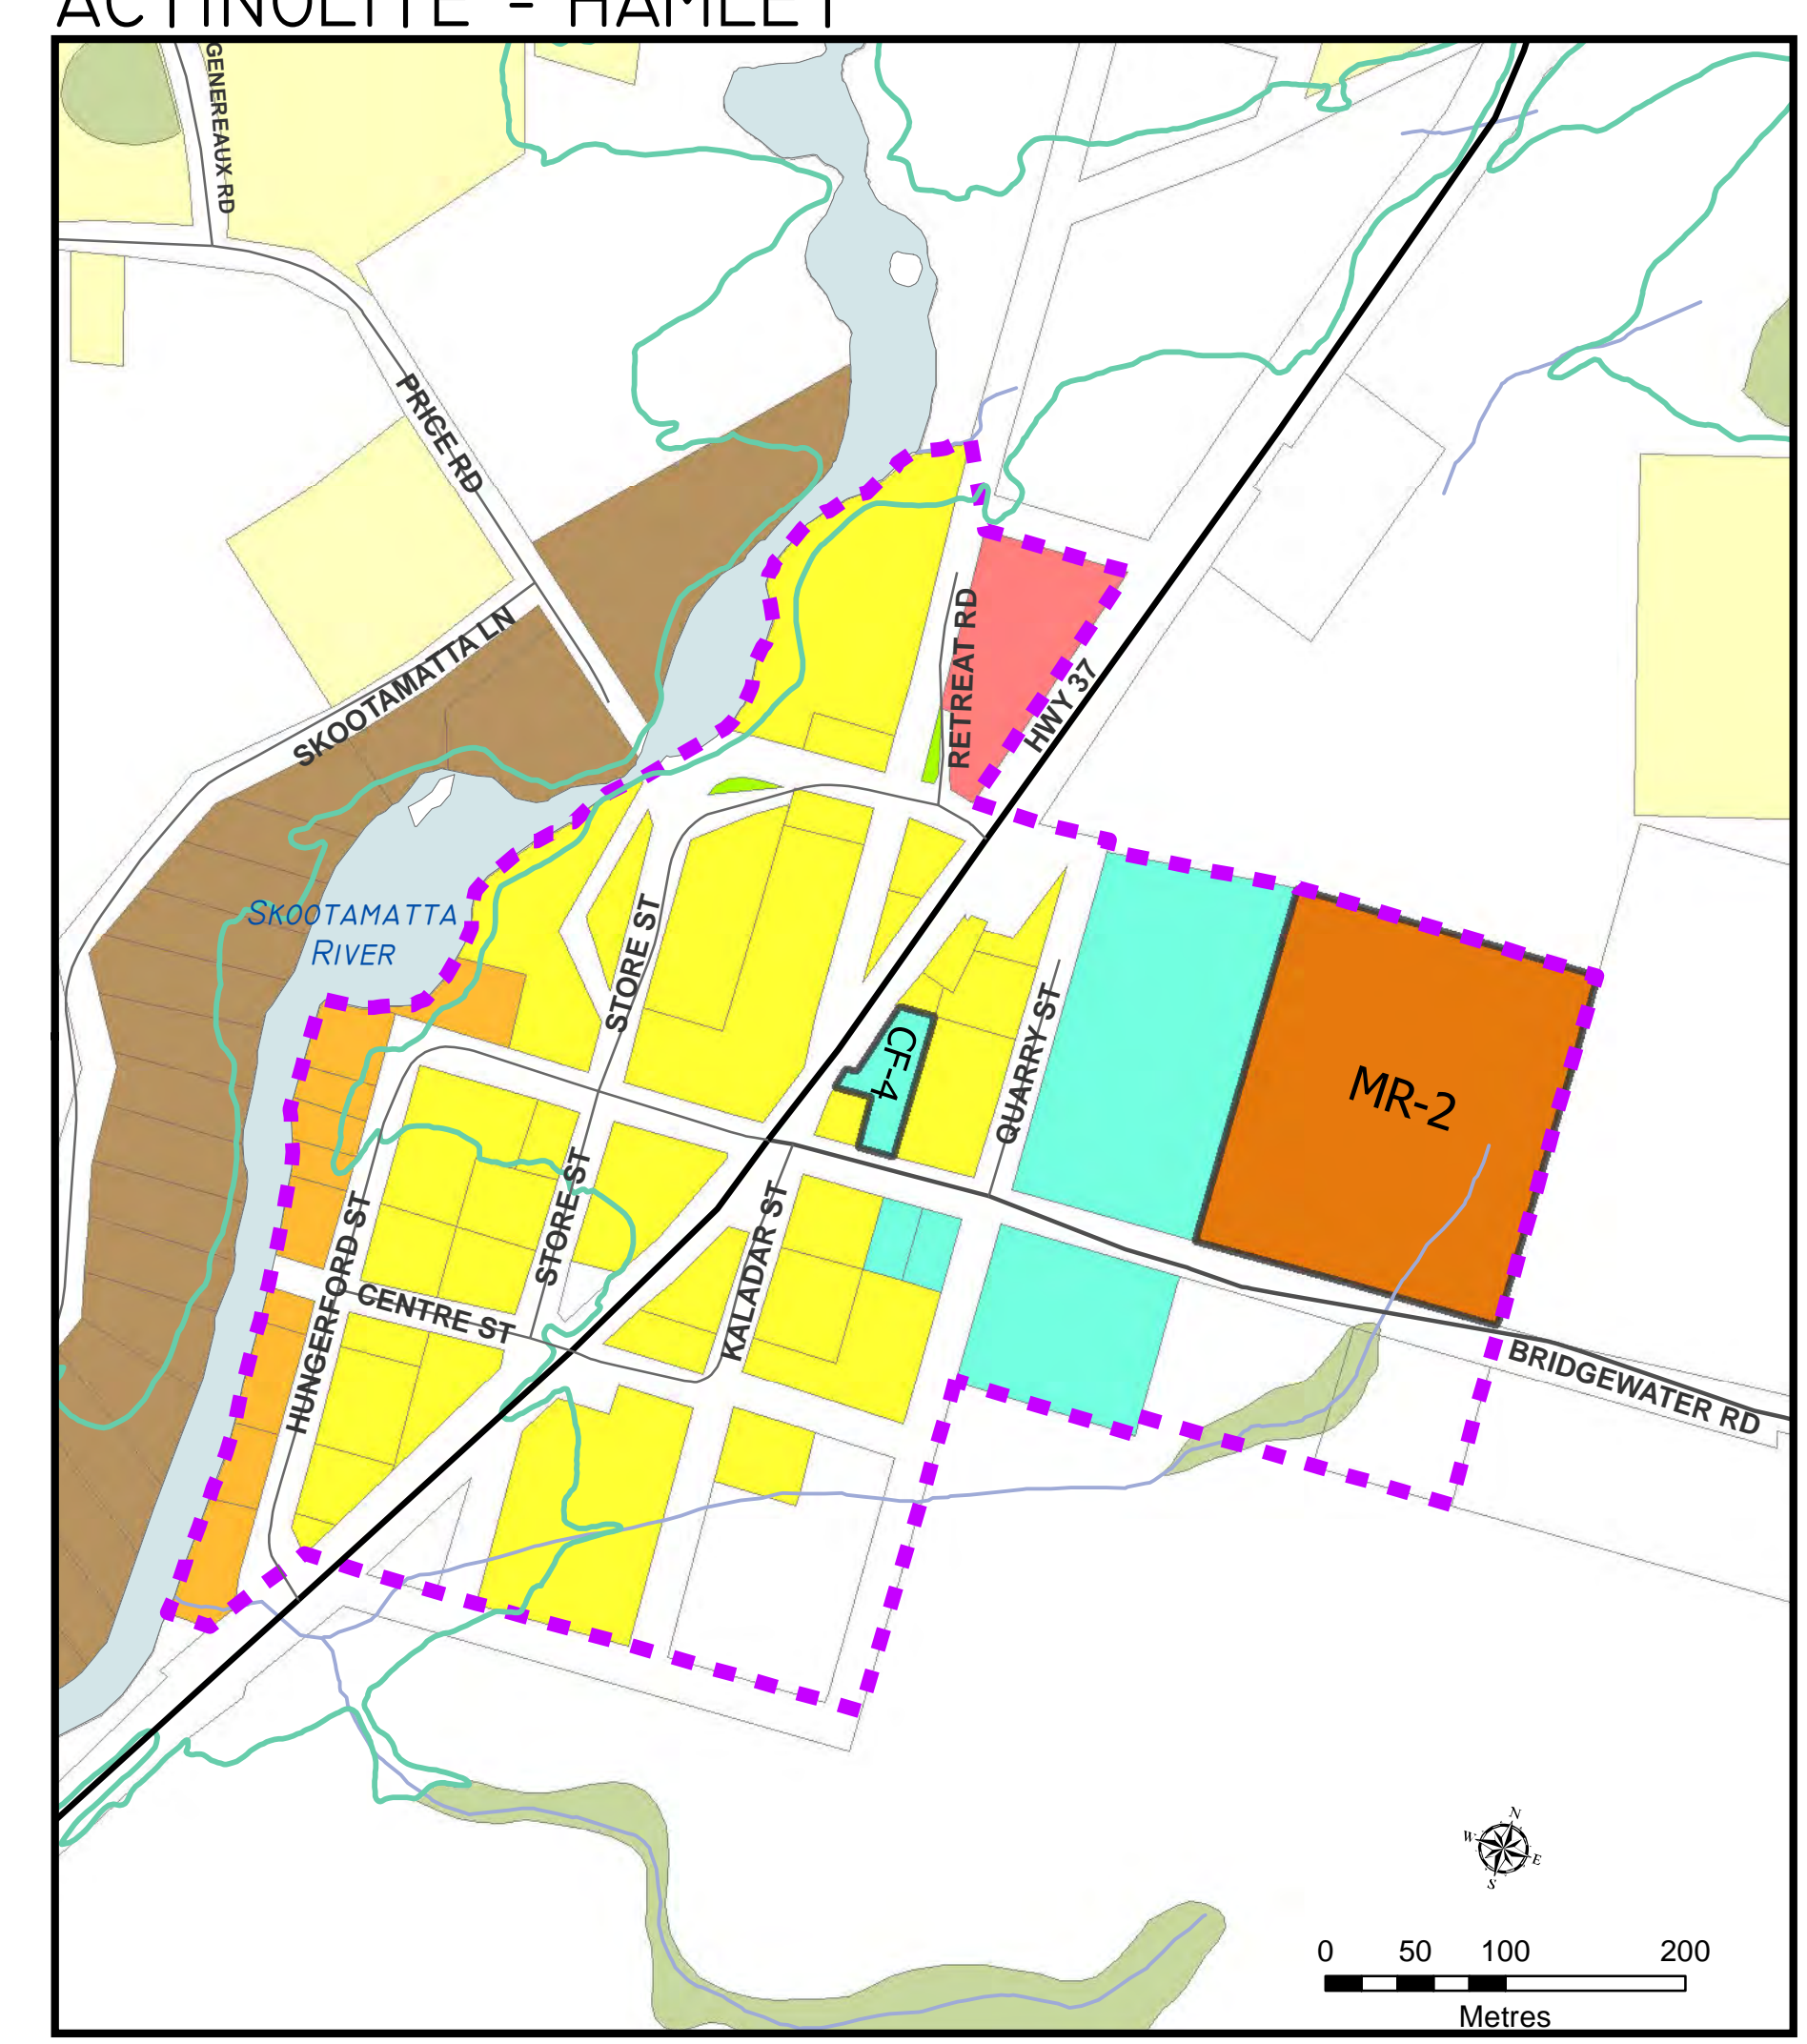 ACTINOLITE - HAMLET
GENEREAUX RD
PRICE RD
SKOOTAMATTA LN
RETREAT RD
HWY 37
SKOOTAMATTA
RIVER
STORE ST
CF-4
QUARRY ST
MR-2
HUNGERFORD ST
STORE ST
KALADAR ST
CENTRE ST
BRIDGEWATER RD
N
W
E
S
0 50 100 200
Metres